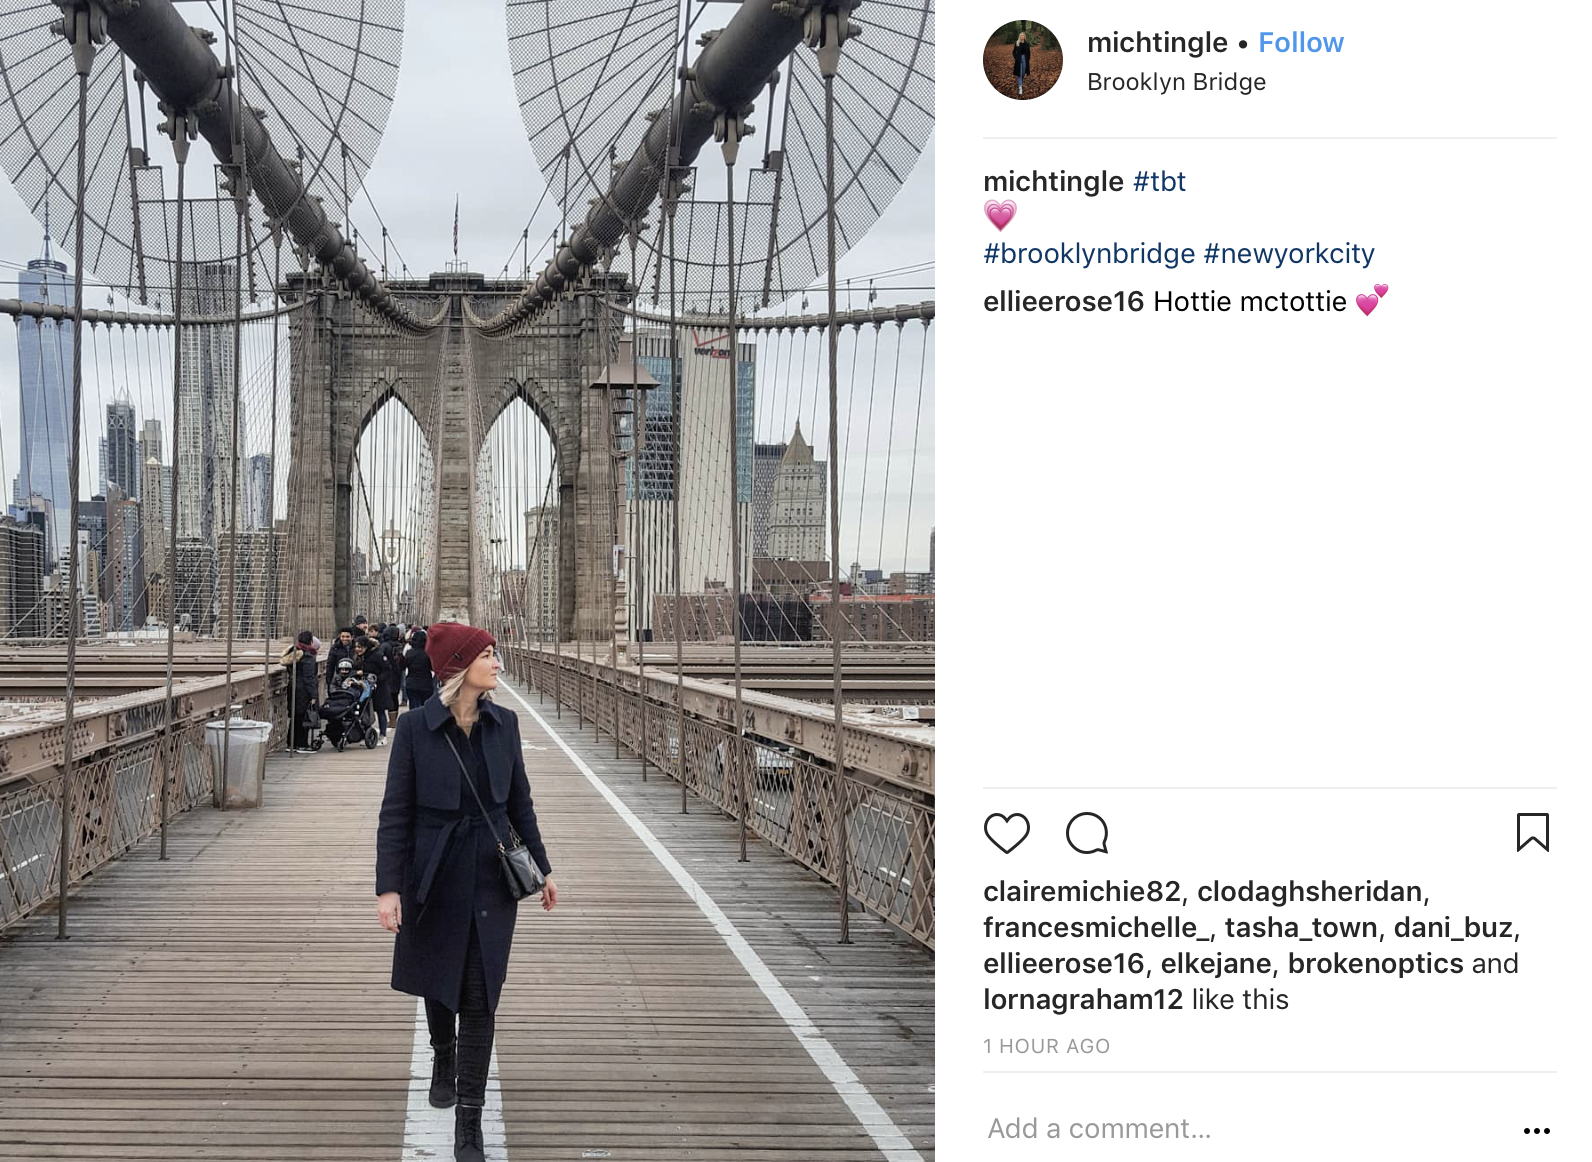 verizon
michtingle • Follow
Brooklyn Bridge
michtingle #tbt
💗
#brooklynbridge #newyorkcity
ellieerose16 Hottie mctottie 💕
clairemichie82, clodaghsheridan,
francesmichelle_, tasha_town, dani_buz,
ellieerose16, elkejane, brokenoptics and
lornagraham12 like this
1 HOUR AGO
Add a comment...